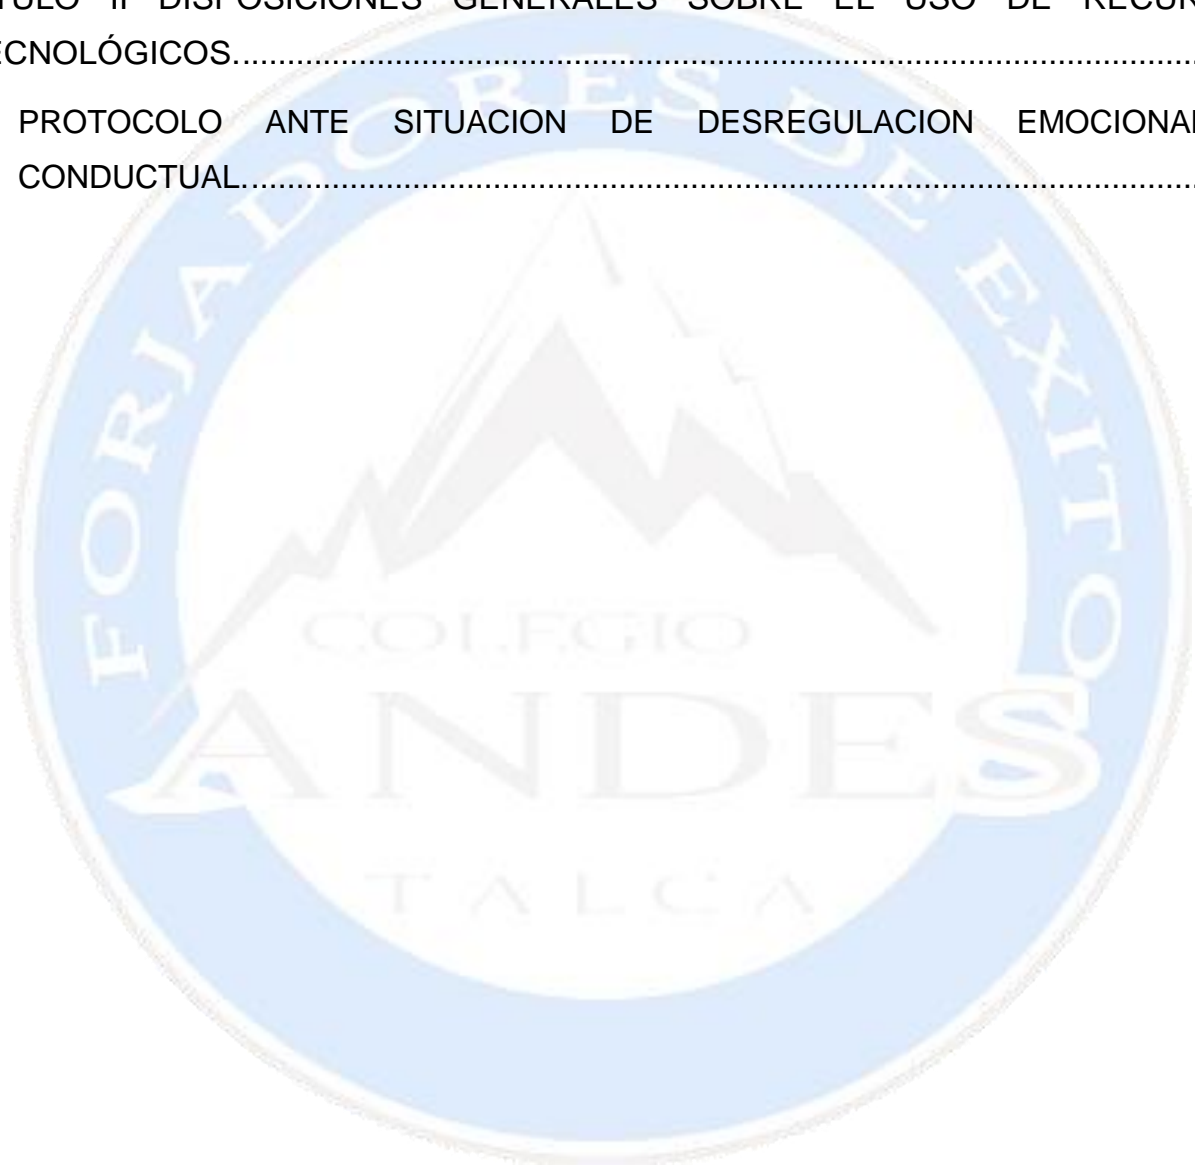 TULO II DISPOSICIONES GENERALES SOBRE EL USO DE RECUR
ECNOLÓGICOS.
PROTOCOLO ANTE SITUACION DE DESREGULACION EMOCIONAL
CONDUCTUAL.
FORJADORES DE EXITO
COLEGIO
ANDES
TALCA